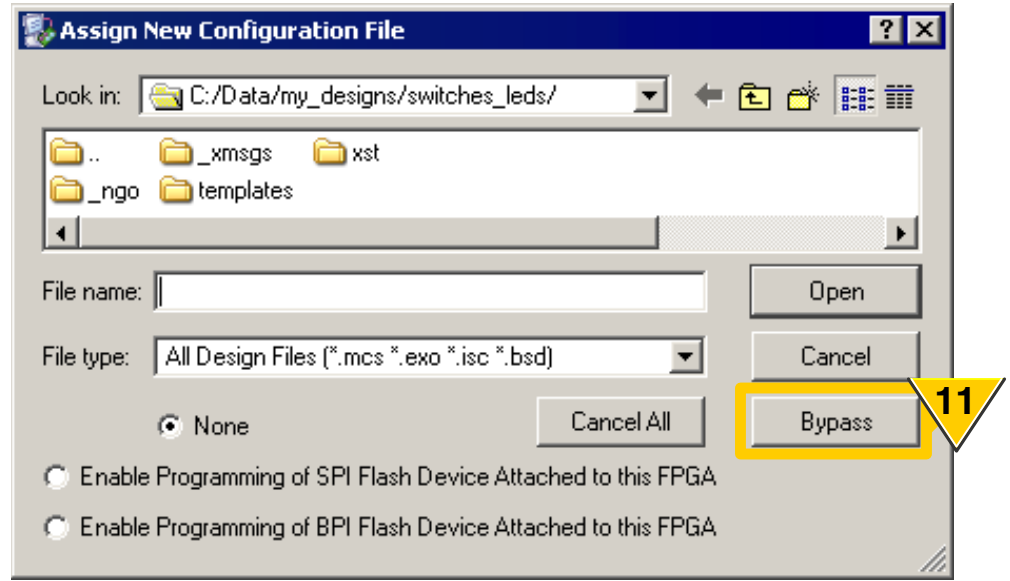 Assign New Configuration File
Look in: C:/Data/my_designs/switches_leds/
.. _xmsgs xst
_ngo templates
File name: Open
File type: All Design Files (*.mcs *.exo *.isc *.bsd) Cancel
None Cancel All Bypass 11
Enable Programming of SPI Flash Device Attached to this FPGA
Enable Programming of BPI Flash Device Attached to this FPGA